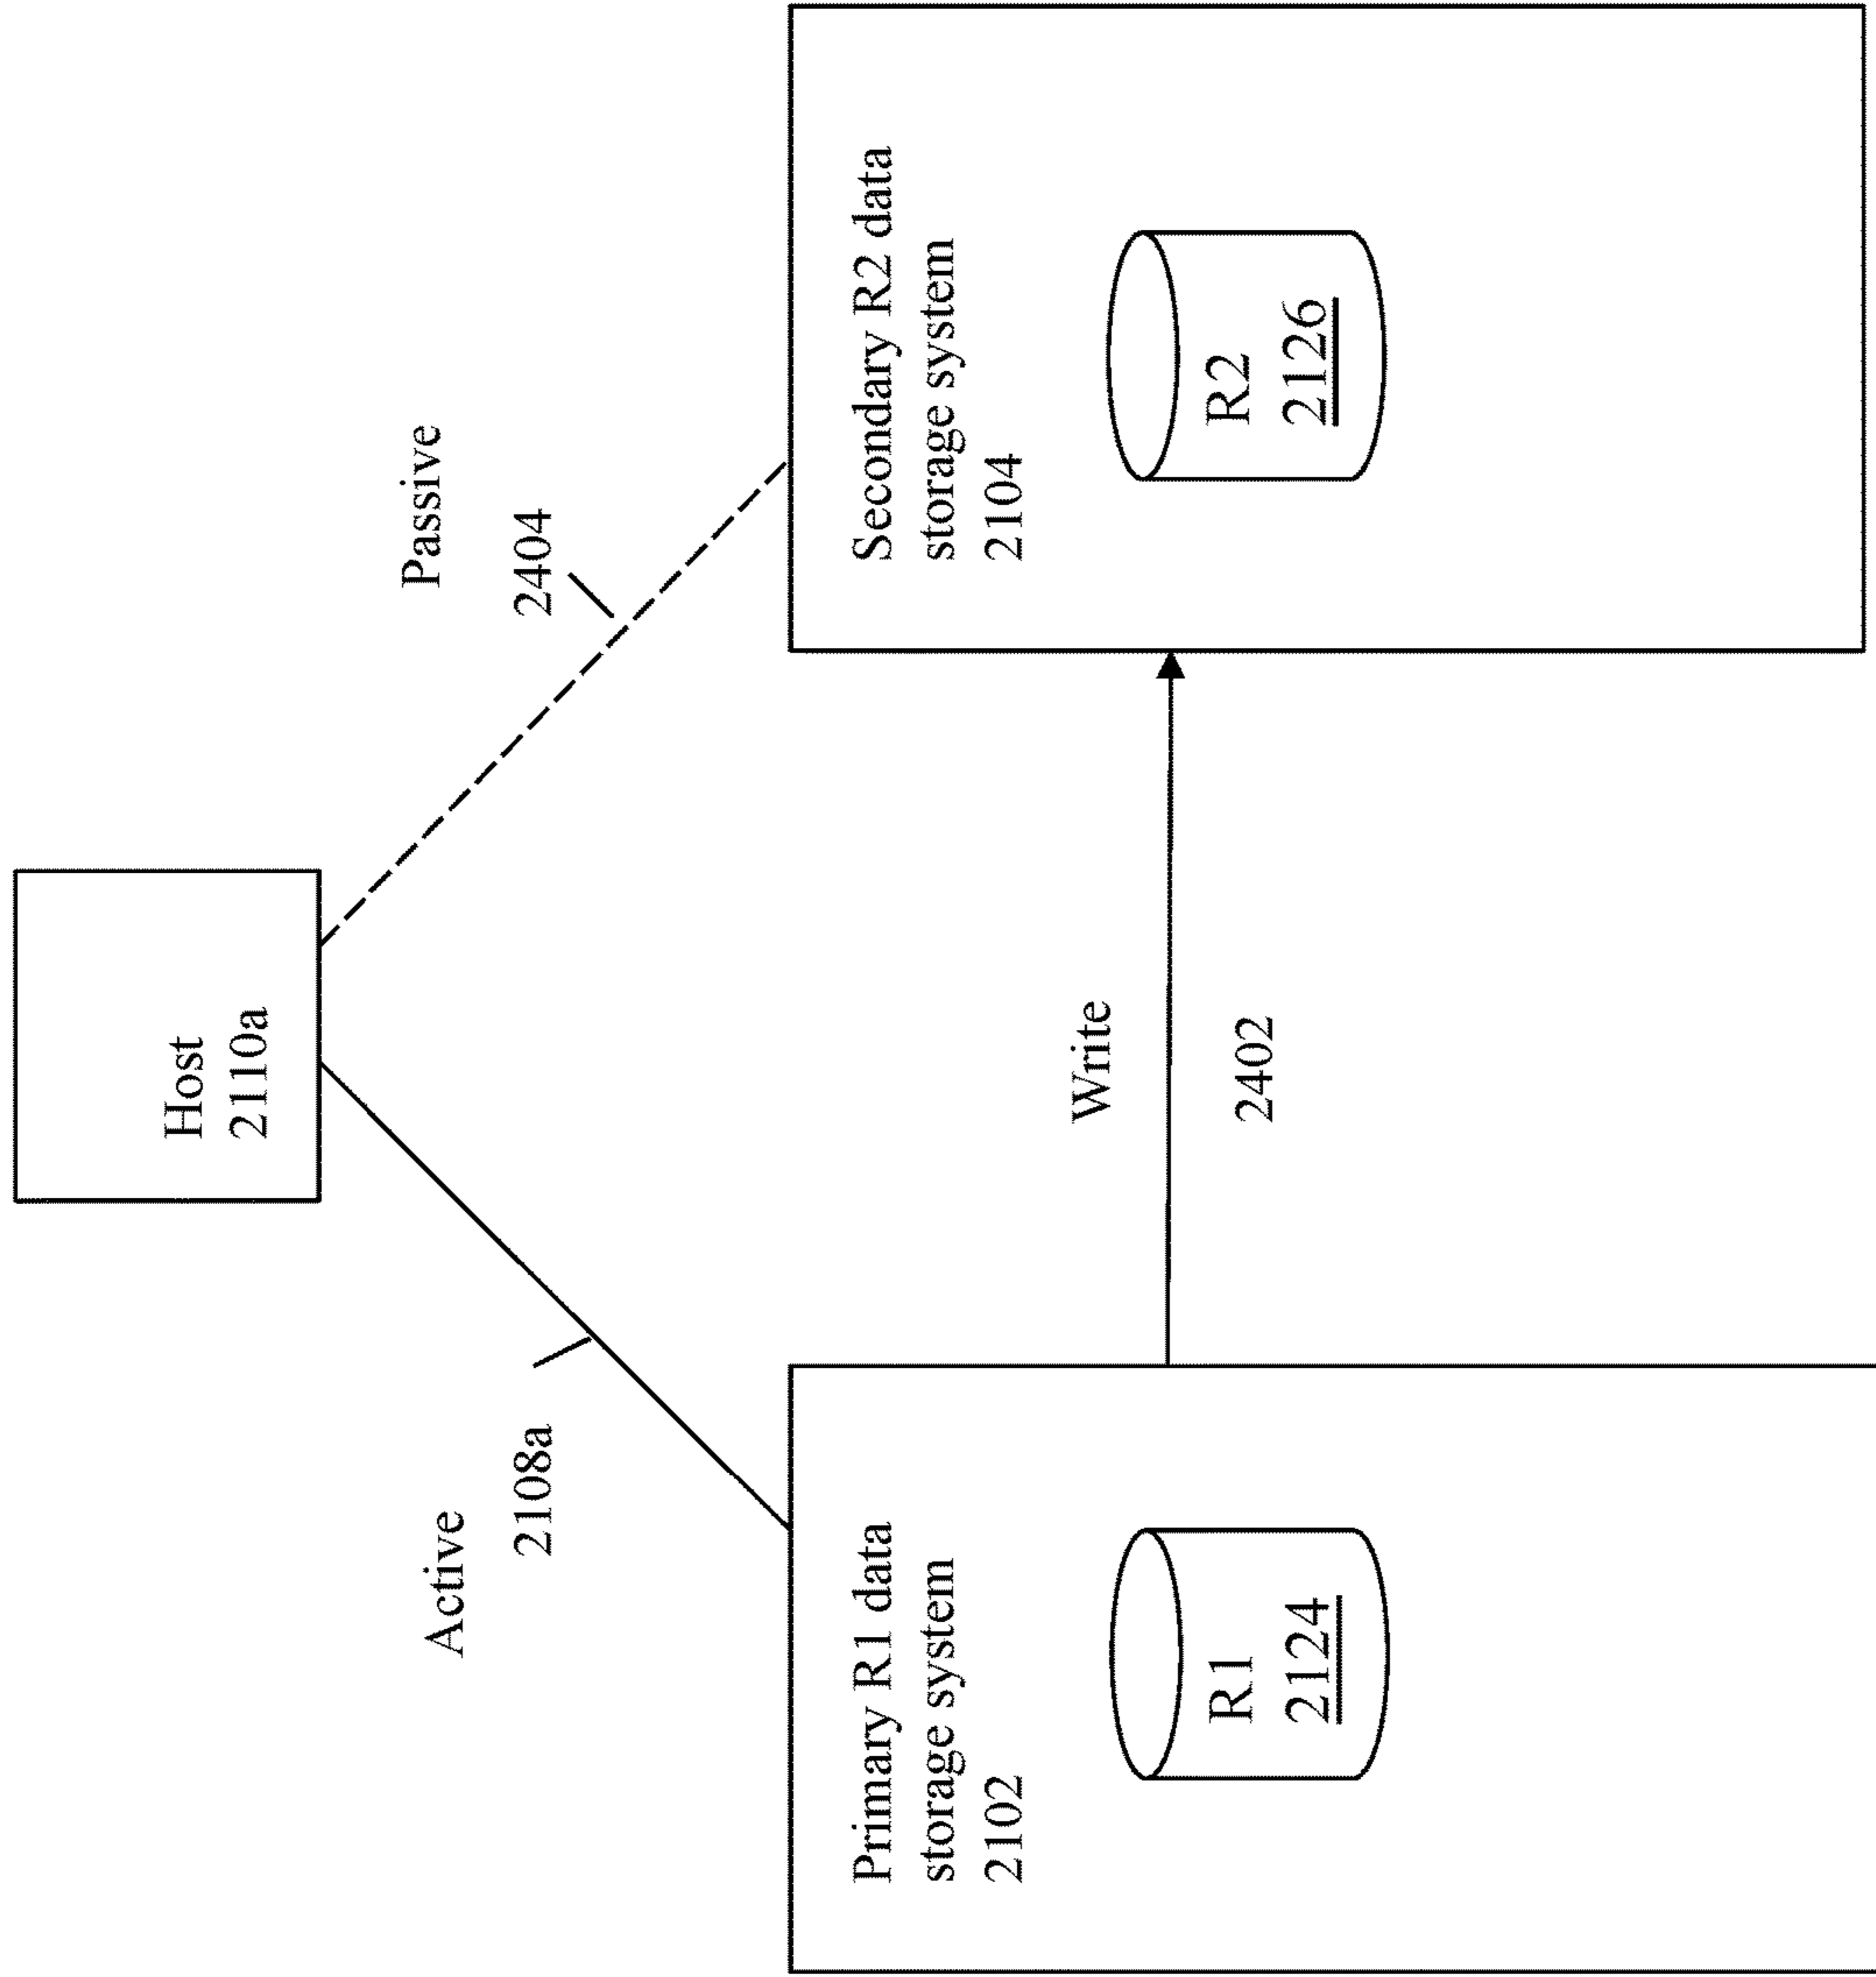 Host
2110a
Active
2108a
Passive
2404
Primary R1 data
storage system
2102
R1
2124
Write
2402
Secondary R2 data
storage system
2104
R2
2126